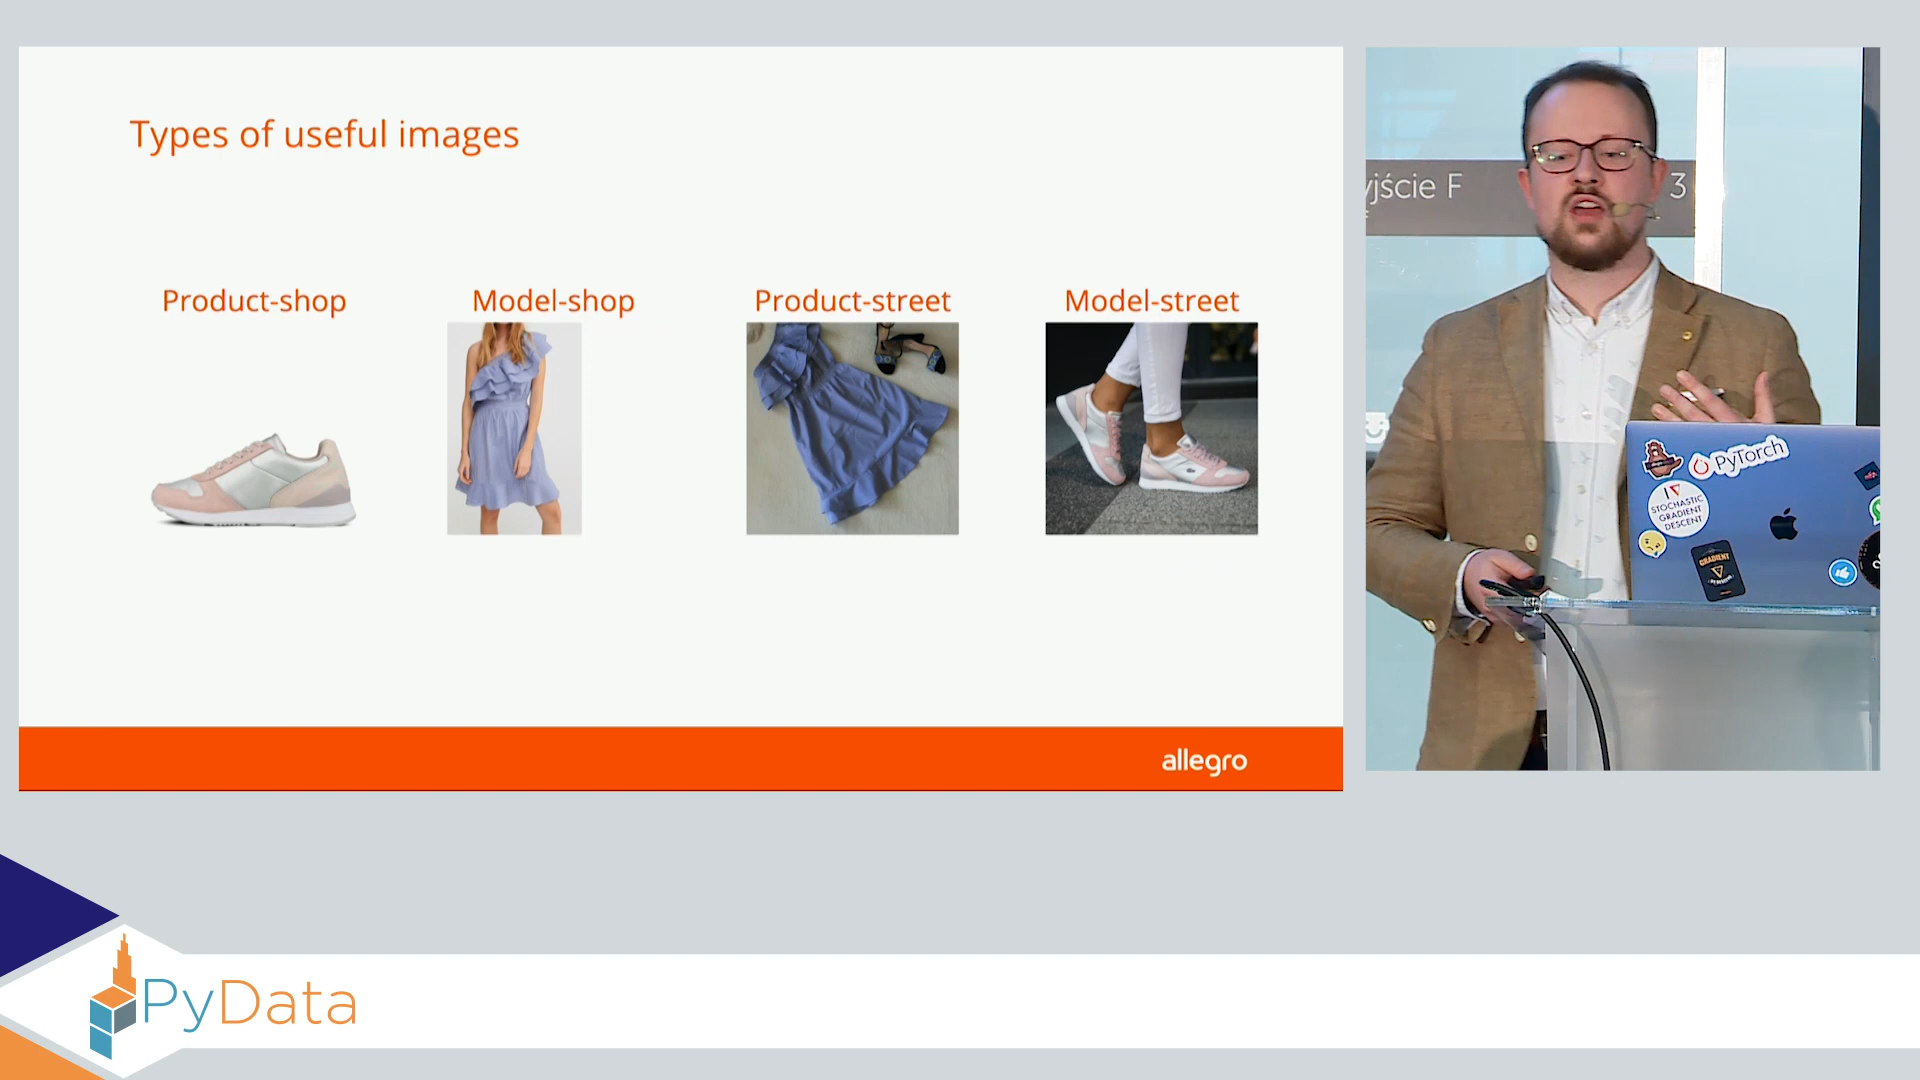 Types of useful images
Product-shop
Model-shop
Product-street
Model-street
allegro
yjście F
3
PyTorch
I
STOCHASTIC
GRADIENT
DESCENT
GRADIENT
PyData